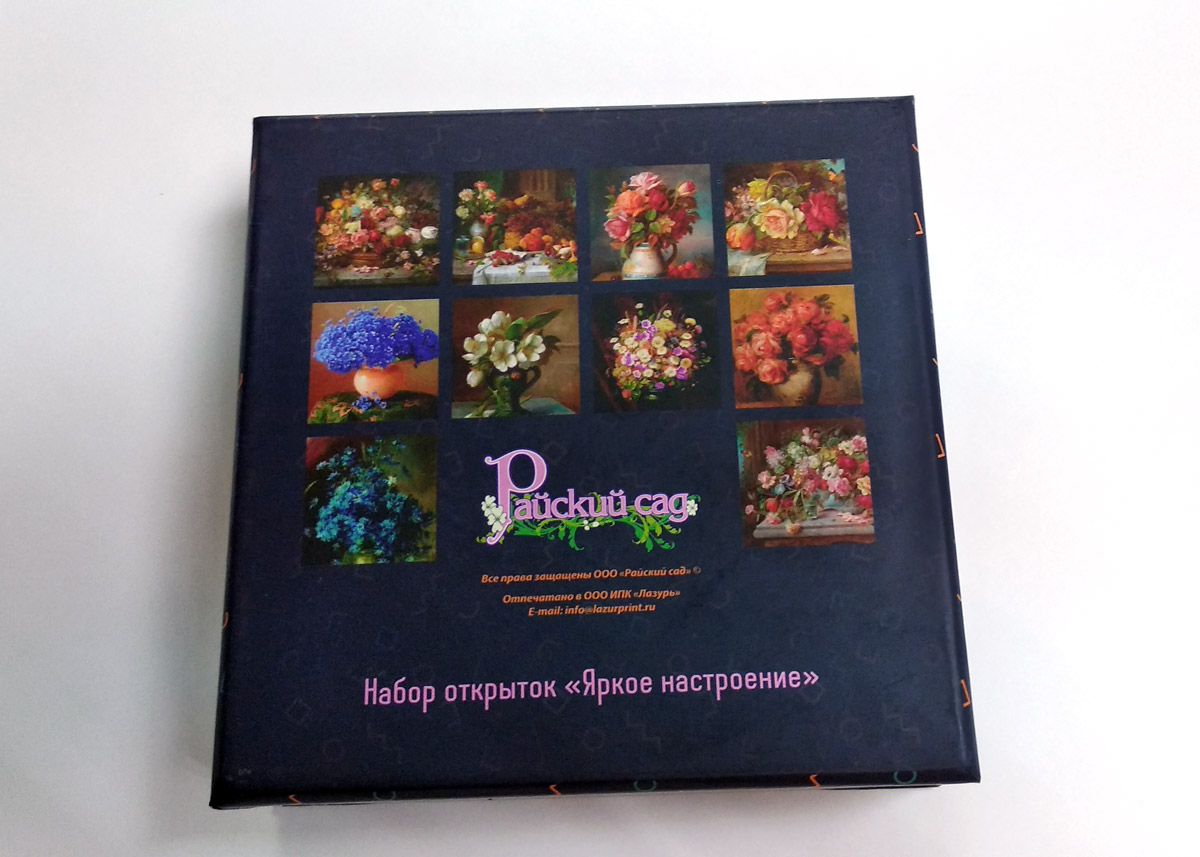 Райский сад
Все права защищены ООО «Райский сад» ©
Отпечатано в ООО ИПК «Лазурь»
E-mail: info@lazurprint.ru
Набор открыток «Яркое настроение»